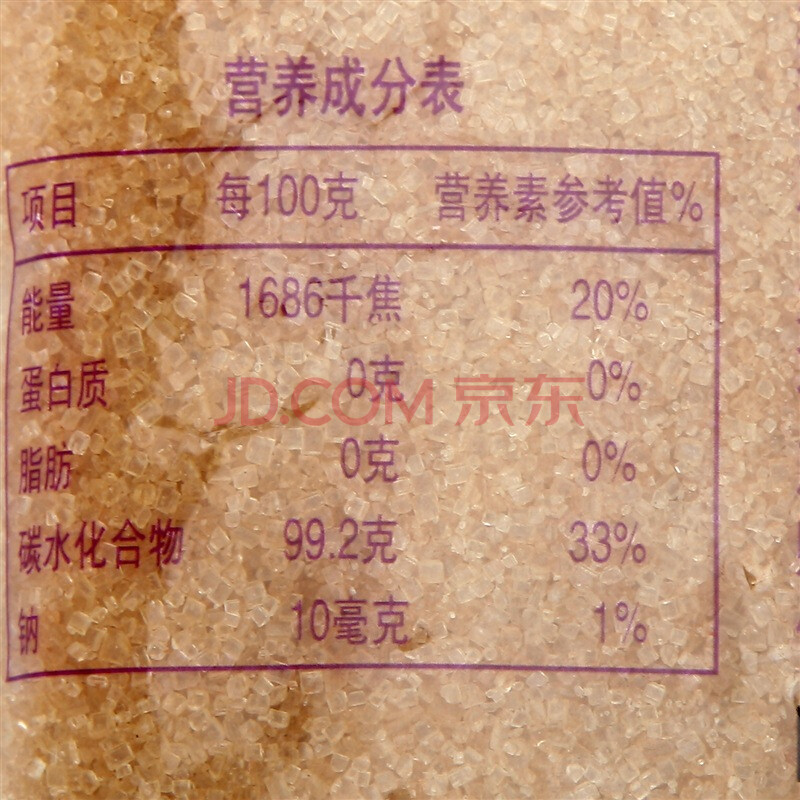 营养成分表
项目 每100克 营养素参考值%
能量 1686千焦 20%
蛋白质 0克 0%
JD.COM 京东
脂肪 0克 0%
碳水化合物 99.2克 33%
钠 10毫克 1%